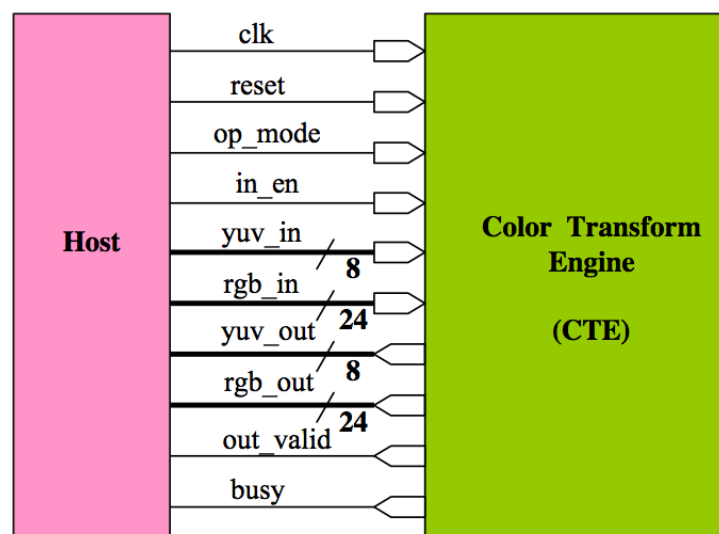 clk
reset
op_mode
in_en
Host
yuv_in
8
rgb_in
24
yuv_out
8
rgb_out
24
out_valid
busy
Color Transform
Engine
(CTE)